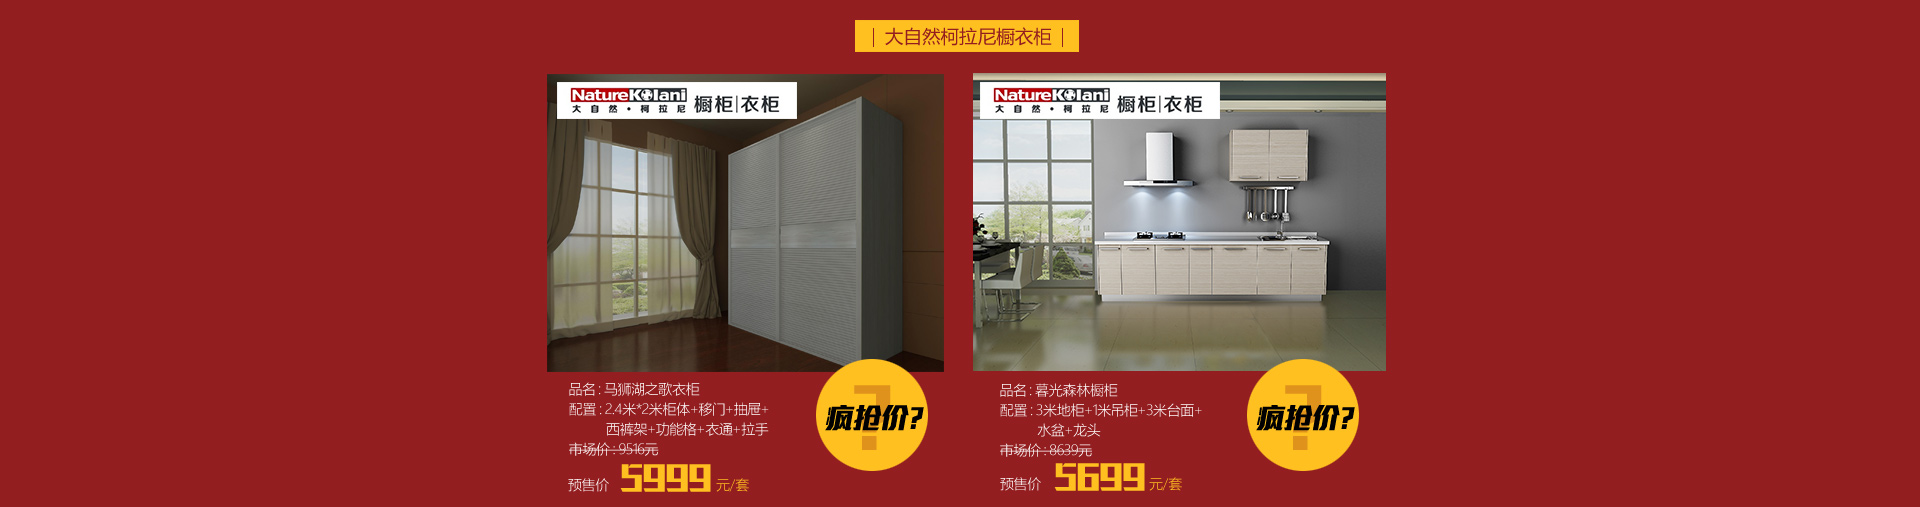 大自然柯拉尼橱衣柜
NatureKolani
大自然·柯拉尼 橱柜|衣柜
品名 : 马狮湖之歌衣柜
配置 : 2.4米*2米柜体+移门+抽屉+
西裤架+功能格+衣通+拉手
市场价 : 9516元
预售价 5999 元/套
疯抢价?
NatureKolani
大自然·柯拉尼 橱柜|衣柜
品名 : 暮光森林橱柜
配置 : 3米地柜+1米吊柜+3米台面+
水盆+龙头
市场价 : 8639元
预售价 5699 元/套
疯抢价?